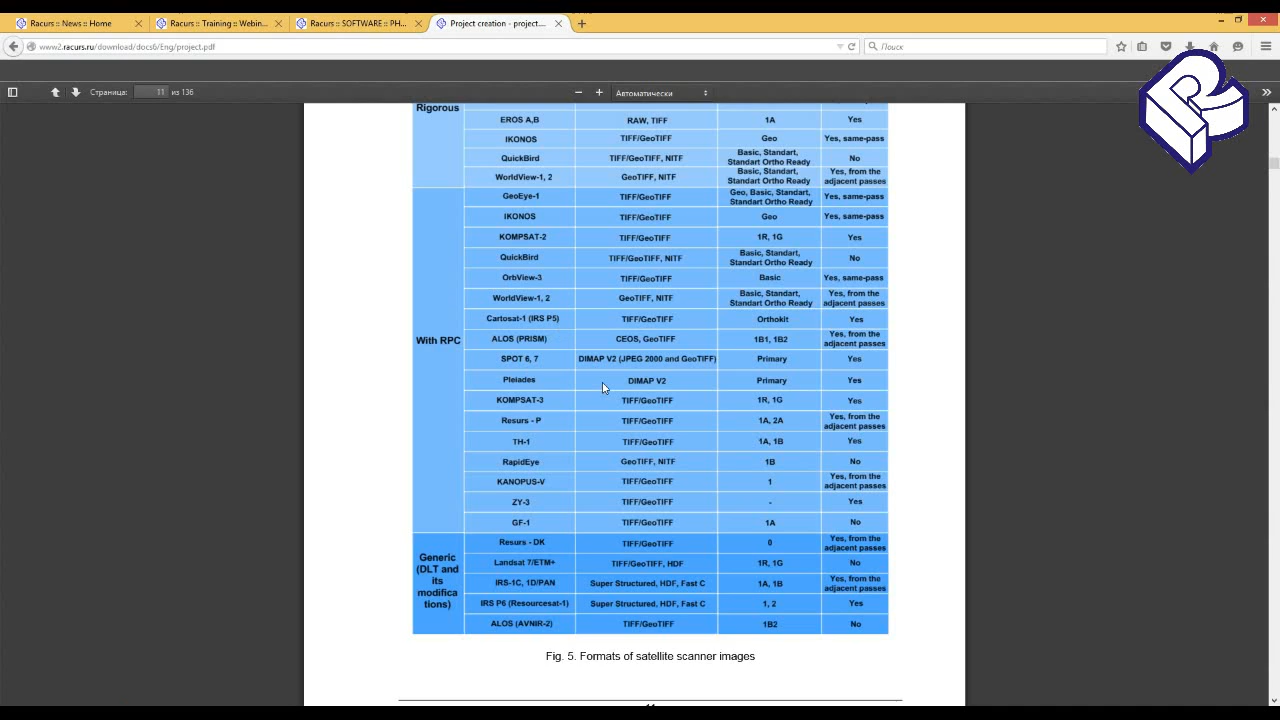 Racurs :: News :: Home
Racurs :: Training :: Webin...
Racurs :: SOFTWARE :: PH...
Project creation - project....
www2.racurs.ru/download/docs6/Eng/project.pdf
Поиск
Страница: 11 из 136
Автоматически
Rigorous
EROS A,B RAW, TIFF 1A Yes
IKONOS TIFF/GeoTIFF Geo Yes, same-pass
QuickBird TIFF/GeoTIFF, NITF Basic, Standart, Standart Ortho Ready No
WorldView-1, 2 GeoTIFF, NITF Basic, Standart, Standart Ortho Ready Yes, from the adjacent passes
With RPC
GeoEye-1 TIFF/GeoTIFF Geo, Basic, Standart, Standart Ortho Ready Yes, same-pass
IKONOS TIFF/GeoTIFF Geo Yes, same-pass
KOMPSAT-2 TIFF/GeoTIFF 1R, 1G Yes
QuickBird TIFF/GeoTIFF, NITF Basic, Standart, Standart Ortho Ready No
OrbView-3 TIFF/GeoTIFF Basic Yes, same-pass
WorldView-1, 2 GeoTIFF, NITF Basic, Standart, Standart Ortho Ready Yes, from the adjacent passes
Cartosat-1 (IRS P5) TIFF/GeoTIFF Orthokit Yes
ALOS (PRISM) CEOS, GeoTIFF 1B1, 1B2 Yes, from the adjacent passes
SPOT 6, 7 DIMAP V2 (JPEG 2000 and GeoTIFF) Primary Yes
Pleiades DIMAP V2 Primary Yes
KOMPSAT-3 TIFF/GeoTIFF 1R, 1G Yes
Resurs - P TIFF/GeoTIFF 1A, 2A Yes, from the adjacent passes
TH-1 TIFF/GeoTIFF 1A, 1B Yes
RapidEye GeoTIFF, NITF 1B No
KANOPUS-V TIFF/GeoTIFF 1 Yes, from the adjacent passes
ZY-3 TIFF/GeoTIFF - Yes
GF-1 TIFF/GeoTIFF 1A No
Generic (DLT and its modifica tions)
Resurs - DK TIFF/GeoTIFF 0 Yes, from the adjacent passes
Landsat 7/ETM+ TIFF/GeoTIFF, HDF 1R, 1G No
IRS-1C, 1D/PAN Super Structured, HDF, Fast C 1A, 1B Yes, from the adjacent passes
IRS P6 (Resourcesat-1) Super Structured, HDF, Fast C 1, 2 Yes
ALOS (AVNIR-2) TIFF/GeoTIFF 1B2 No
Fig. 5. Formats of satellite scanner images